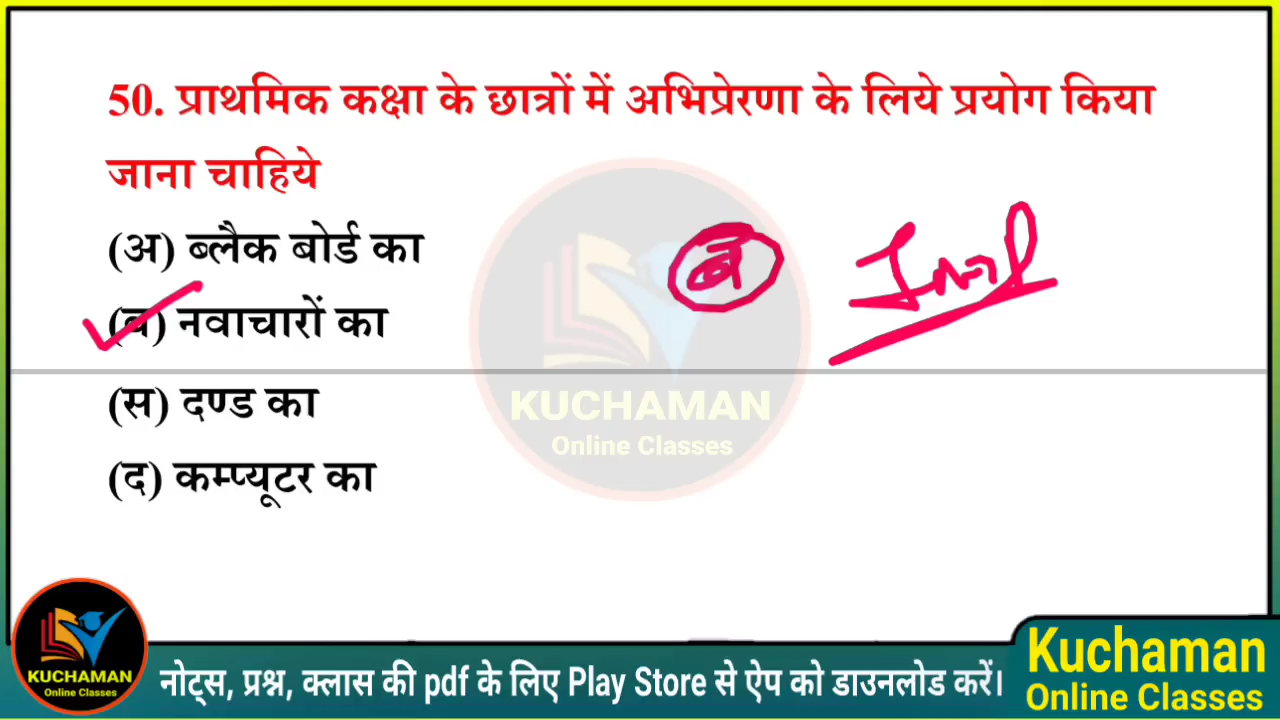 50. प्राथमिक कक्षा के छात्रों में अभिप्रेरणा के लिये प्रयोग किया
जाना चाहिये
(अ) ब्लैक बोर्ड का
(ब) नवाचारों का
ब
(स) दण्ड का
(द) कम्प्यूटर का
KUCHAMAN
Online Classes
KUCHAMAN
Online Classes
नोट्स, प्रश्न, क्लास की pdf के लिए Play Store से ऐप को डाउनलोड करें।
Kuchaman
Online Classes